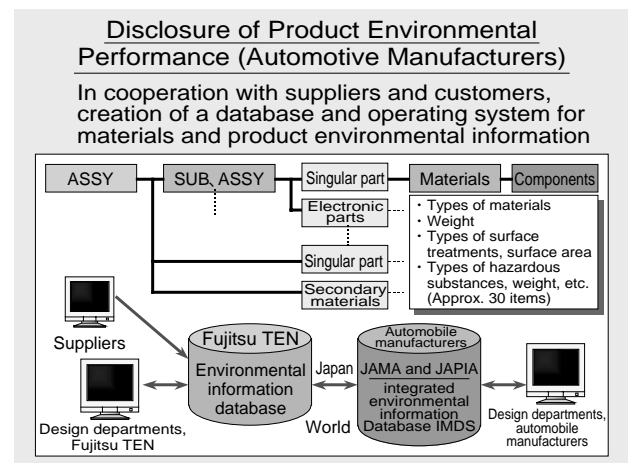 Disclosure of Product Environmental
Performance (Automotive Manufacturers)
In cooperation with suppliers and customers,
creation of a database and operating system for
materials and product environmental information
ASSY
SUB, ASSY
Singular part
Materials
Components
Electronic
parts
Singular part
Secondary
materials
・Types of materials
・Weight
・Types of surface
treatments, surface area
・Types of hazardous
substances, weight, etc.
(Approx. 30 items)
Suppliers
Design departments,
Fujitsu TEN
Fujitsu TEN
Environmental
information
database
Japan
World
Automobile
manufacturers
JAMA and JAPIA
integrated
environmental
information
Database IMDS
Design departments,
automobile
manufacturers